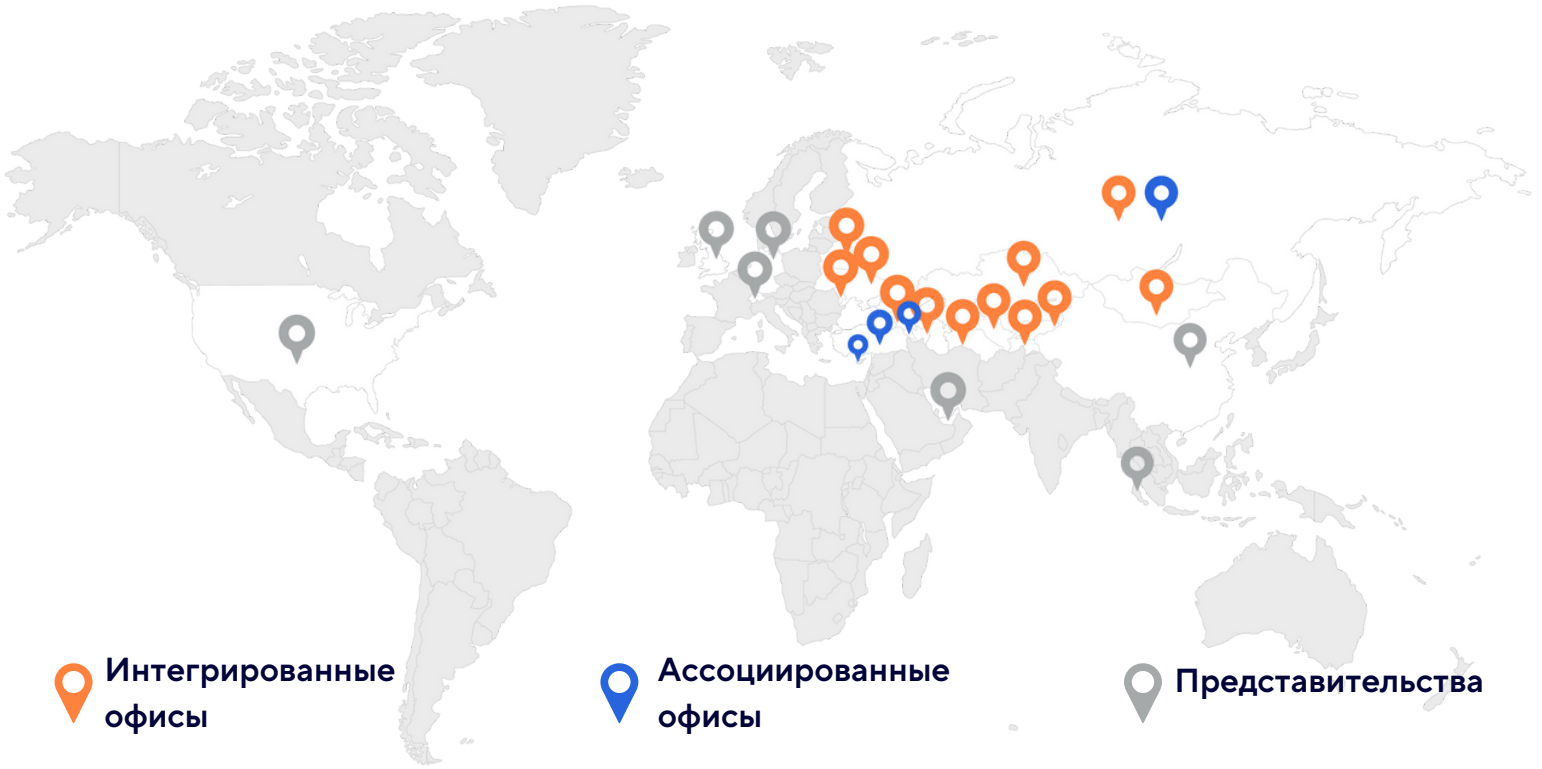 Интегрированные
офисы
Ассоциированные
офисы
Представительства